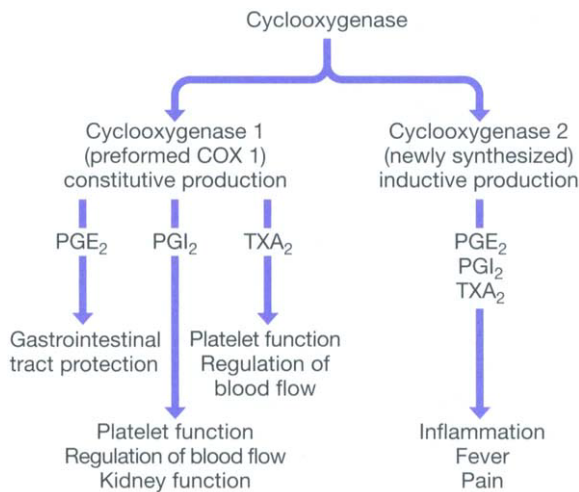 Cyclooxygenase
Cyclooxygenase 1
(preformed COX 1)
constitutive production
Cyclooxygenase 2
(newly synthesized)
inductive production
PGE₂
PGI₂
TXA₂
PGE₂
PGI₂
TXA₂
Gastrointestinal
tract protection
Platelet function
Regulation of
blood flow
Platelet function
Regulation of blood flow
Kidney function
Inflammation
Fever
Pain